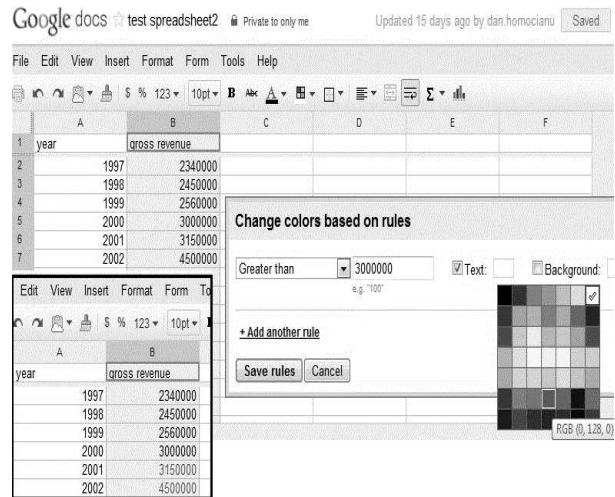 Google docs test spreadsheet2 Private to only me Updated 15 days ago by dan.homocianu Saved
File Edit View Insert Format Form Tools Help
$ % 123 10pt B Abc A Σ
A B C D E F
1 year gross revenue
2 1997 2340000
3 1998 2450000
4 1999 2560000
5 2000 3000000
6 2001 3150000
7 2002 4500000
Change colors based on rules
Greater than 3000000 Text: Background:
e.g. "100"
+ Add another rule
Save rules Cancel
RGB (0, 128, 0)
Edit View Insert Format Form To
$ % 123 10pt
A B
year gross revenue
1997 2340000
1998 2450000
1999 2560000
2000 3000000
2001 3150000
2002 4500000